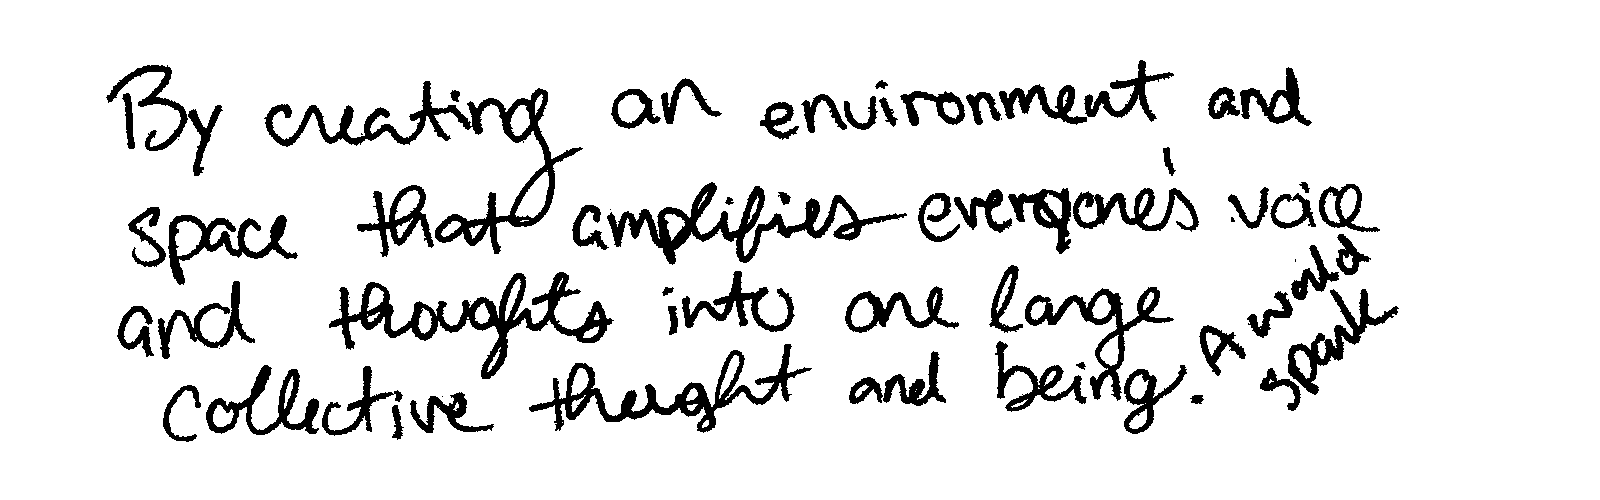 By creating an environment and
space that amplifies everyone's voice
and thoughts into one large
collective thought and being.
A world
spark